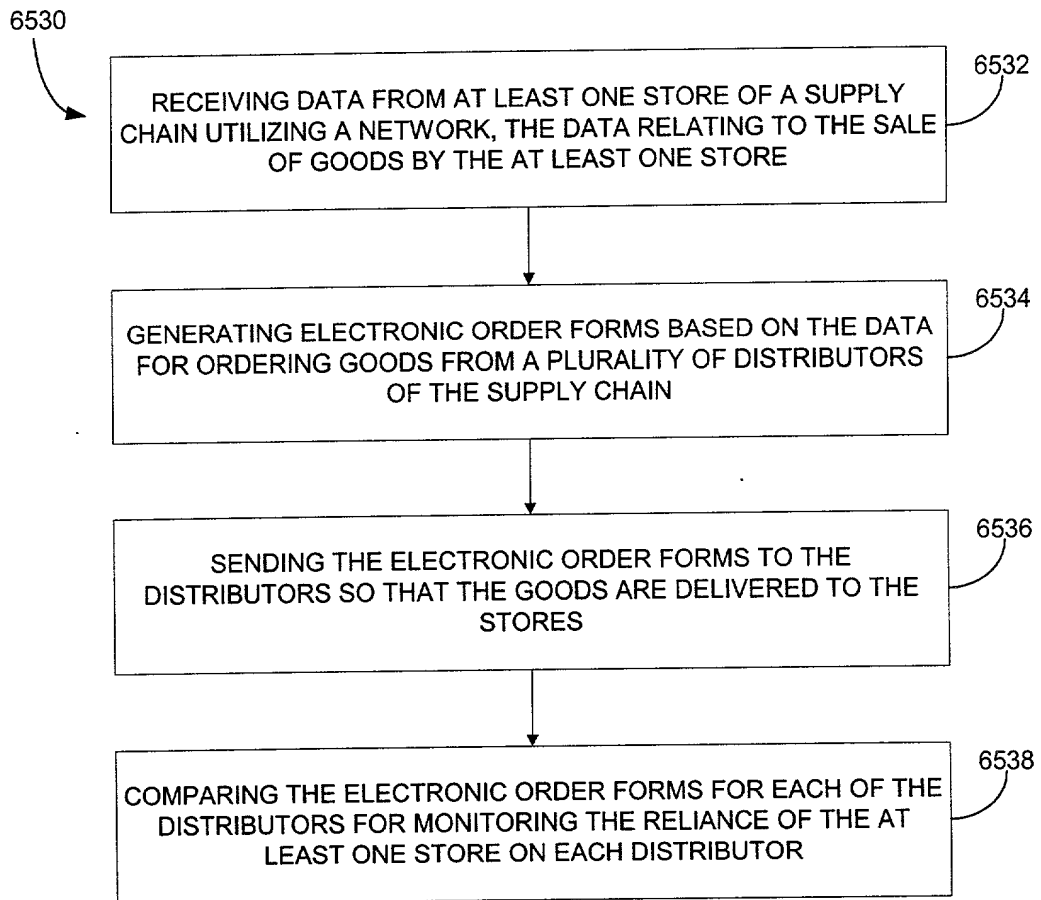 6530
6532
RECEIVING DATA FROM AT LEAST ONE STORE OF A SUPPLY
CHAIN UTILIZING A NETWORK, THE DATA RELATING TO THE SALE
OF GOODS BY THE AT LEAST ONE STORE
6534
GENERATING ELECTRONIC ORDER FORMS BASED ON THE DATA
FOR ORDERING GOODS FROM A PLURALITY OF DISTRIBUTORS
OF THE SUPPLY CHAIN
6536
SENDING THE ELECTRONIC ORDER FORMS TO THE
DISTRIBUTORS SO THAT THE GOODS ARE DELIVERED TO THE
STORES
6538
COMPARING THE ELECTRONIC ORDER FORMS FOR EACH OF THE
DISTRIBUTORS FOR MONITORING THE RELIANCE OF THE AT
LEAST ONE STORE ON EACH DISTRIBUTOR